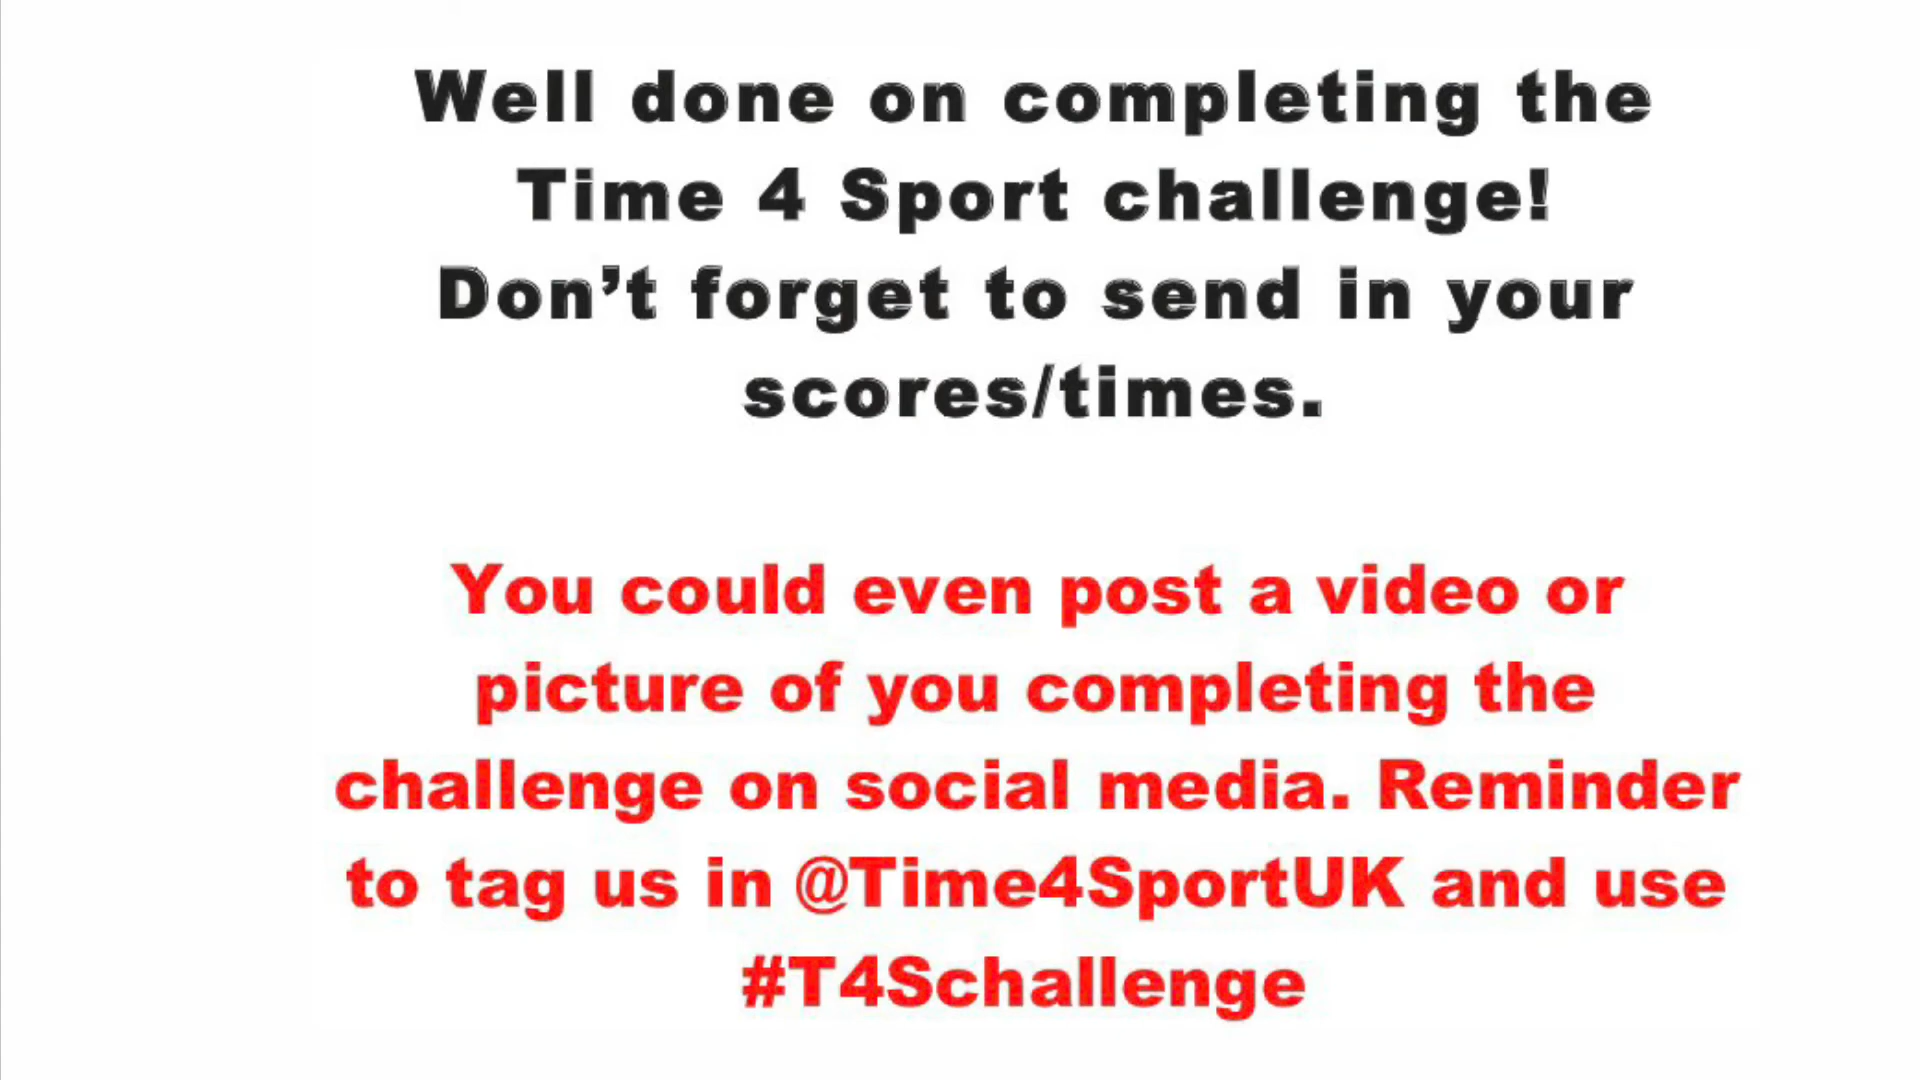 Well done on completing the
Time 4 Sport challenge!
Don’t forget to send in your
scores/times.
You could even post a video or
picture of you completing the
challenge on social media. Reminder
to tag us in @Time4SportUK and use
#T4Schallenge